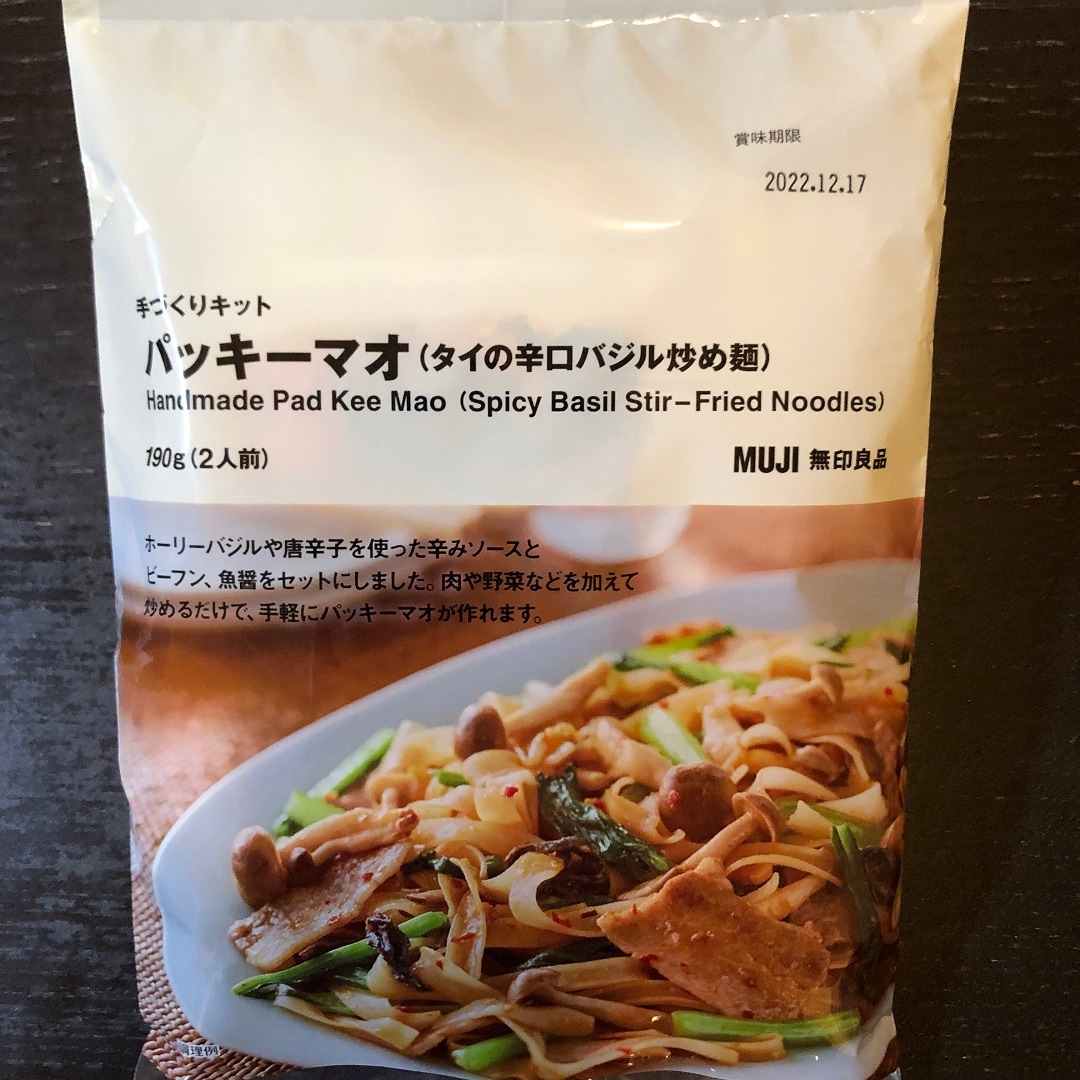 賞味期限
2022.12.17
手づくりキット
パッキーマオ(タイの辛口バジル炒め麺)
Handmade Pad Kee Mao (Spicy Basil Stir-Fried Noodles)
190g(2人前)
MUJI 無印良品
ホーリーバジルや唐辛子を使った辛みソースと
ビーフン、魚醤をセットにしました。肉や野菜などを加えて
炒めるだけで、手軽にパッキーマオが作れます。
調理例